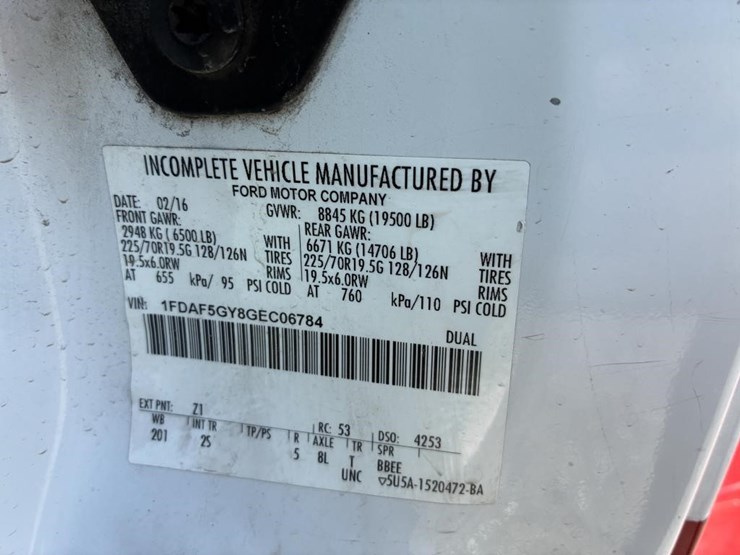 INCOMPLETE VEHICLE MANUFACTURED BY
FORD MOTOR COMPANY
DATE: 02/16 GVWR: 8845 KG (19500 LB)
FRONT GAWR: REAR GAWR:
2948 KG ( 6500 LB) WITH 6671 KG (14706 LB) WITH
225/70R19.5G 128/126N TIRES 225/70R19.5G 128/126N TIRES
19.5x6.0RW RIMS 19.5x6.0RW RIMS
AT 655 kPa/ 95 PSI COLD AT 760 kPa/110 PSI COLD
VIN: 1FDAF5GY8GEC06784 DUAL
EXT PNT: Z1 RC: 53 DSO: 4253
WB INT TR TP/PS R AXLE TR SPR
201 2S 5 8L T BBEE
UNC ▽5U5A-1520472-BA